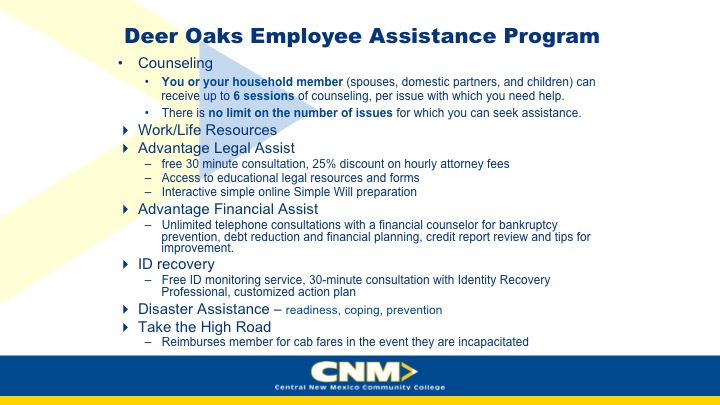 Deer Oaks Employee Assistance Program
• Counseling
• You or your household member (spouses, domestic partners, and children) can
receive up to 6 sessions of counseling, per issue with which you need help.
• There is no limit on the number of issues for which you can seek assistance.
Work/Life Resources
Advantage Legal Assist
– free 30 minute consultation, 25% discount on hourly attorney fees
– Access to educational legal resources and forms
– Interactive simple online Simple Will preparation
Advantage Financial Assist
– Unlimited telephone consultations with a financial counselor for bankruptcy
prevention, debt reduction and financial planning, credit report review and tips for
improvement.
ID recovery
– Free ID monitoring service, 30-minute consultation with Identity Recovery
Professional, customized action plan
Disaster Assistance – readiness, coping, prevention
Take the High Road
– Reimburses member for cab fares in the event they are incapacitated
CNM
Central New Mexico Community College